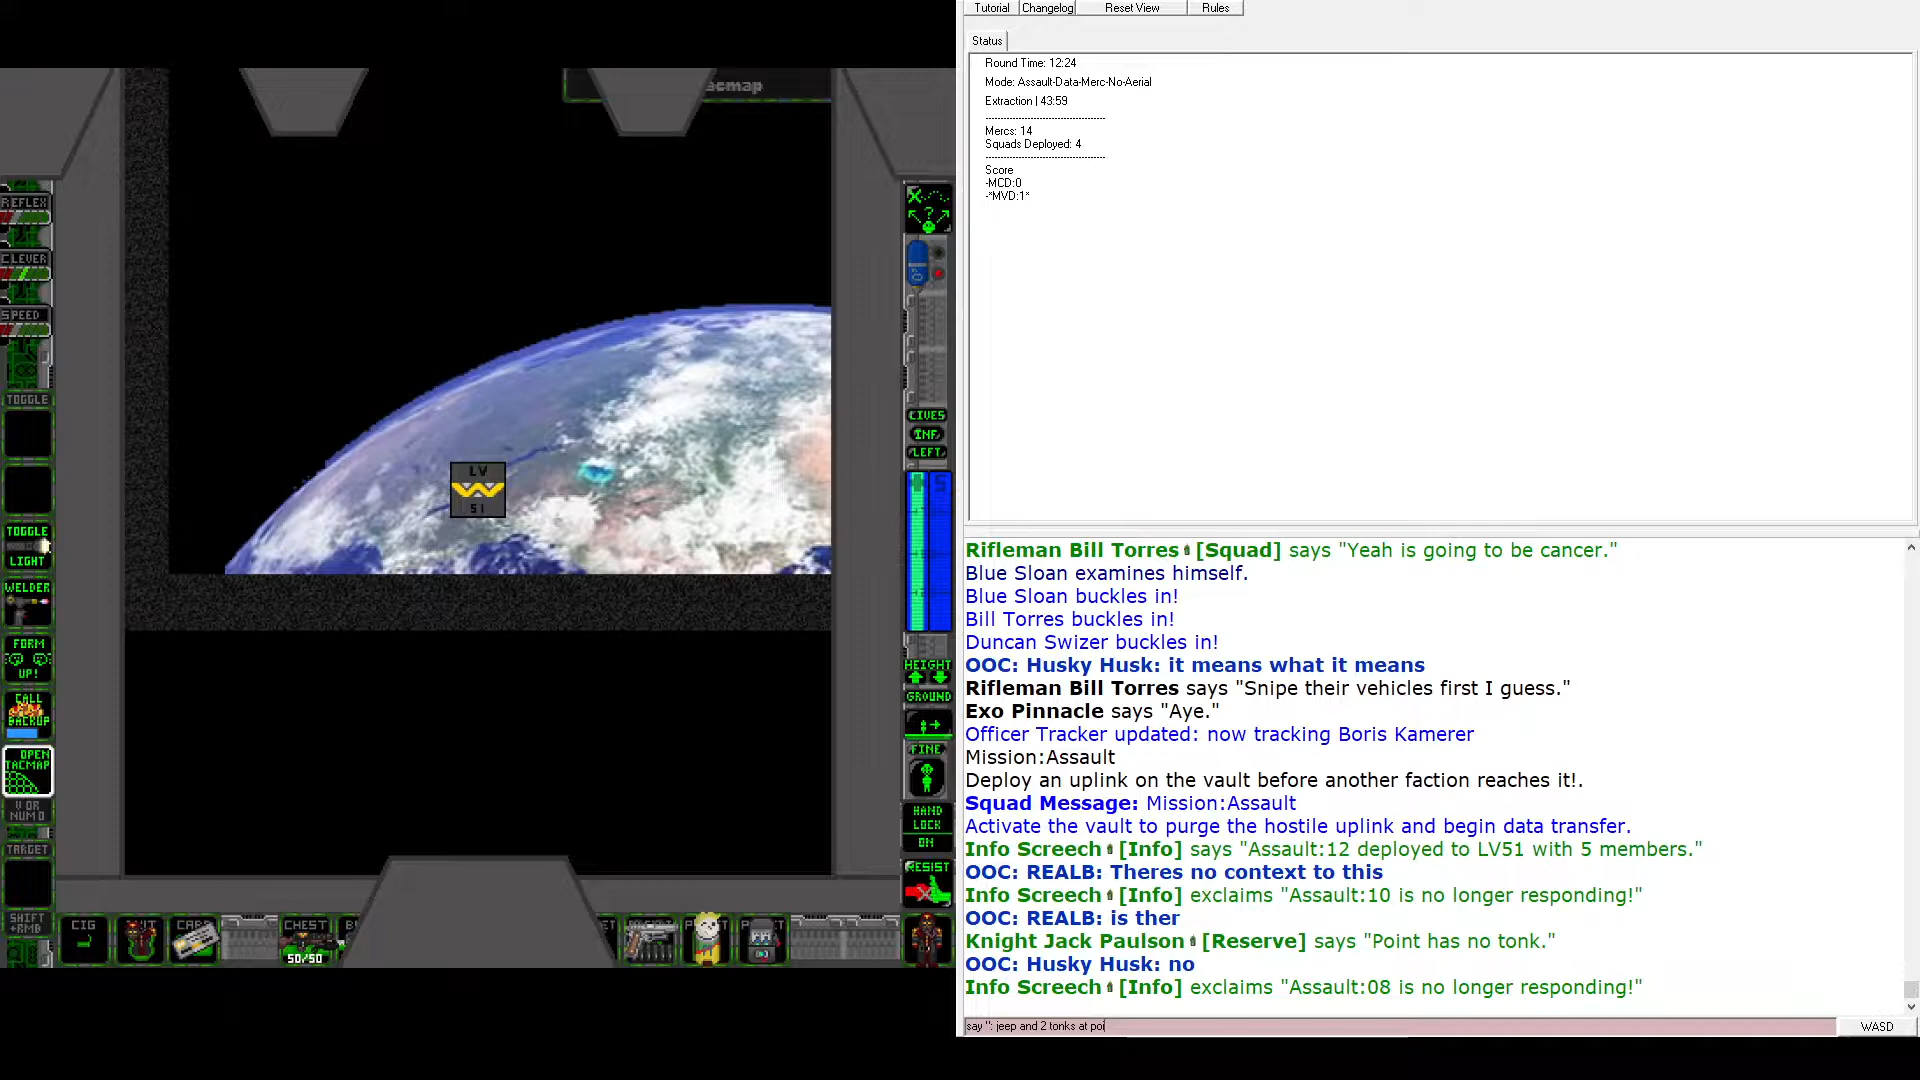 Tutorial
Changelog
Reset View
Rules
Status
Round Time: 12:24
Mode: Assault-Data-Merc-No-Aerial
Extraction | 43:59
Mercs: 14
Squads Deployed: 4
Score
-MCD:0
-*MVD:1*
REFLEX
CLEVER
SPEED
TOGGLE
TOGGLE
LIGHT
WELDER
FORM
UP!
CALL
BACKUP
OPEN
TACMAP
V OR
NUM 0
TARGET
SHIFT
+RMB
LV
51
CIVES
INF
LEFT
HEIGHT
GROUND
FINE
HAND
LOCK
ON
RESIST
CIG
CHEST
50/50
Rifleman Bill Torres [Squad] says "Yeah is going to be cancer."
Blue Sloan examines himself.
Blue Sloan buckles in!
Bill Torres buckles in!
Duncan Swizer buckles in!
OOC: Husky Husk: it means what it means
Rifleman Bill Torres says "Snipe their vehicles first I guess."
Exo Pinnacle says "Aye."
Officer Tracker updated: now tracking Boris Kamerer
Mission:Assault
Deploy an uplink on the vault before another faction reaches it!.
Squad Message: Mission:Assault
Activate the vault to purge the hostile uplink and begin data transfer.
Info Screech [Info] says "Assault:12 deployed to LV51 with 5 members."
OOC: REALB: Theres no context to this
Info Screech [Info] exclaims "Assault:10 is no longer responding!"
OOC: REALB: is ther
Knight Jack Paulson [Reserve] says "Point has no tonk."
OOC: Husky Husk: no
Info Screech [Info] exclaims "Assault:08 is no longer responding!"
say ": jeep and 2 tonks at poi
WASD